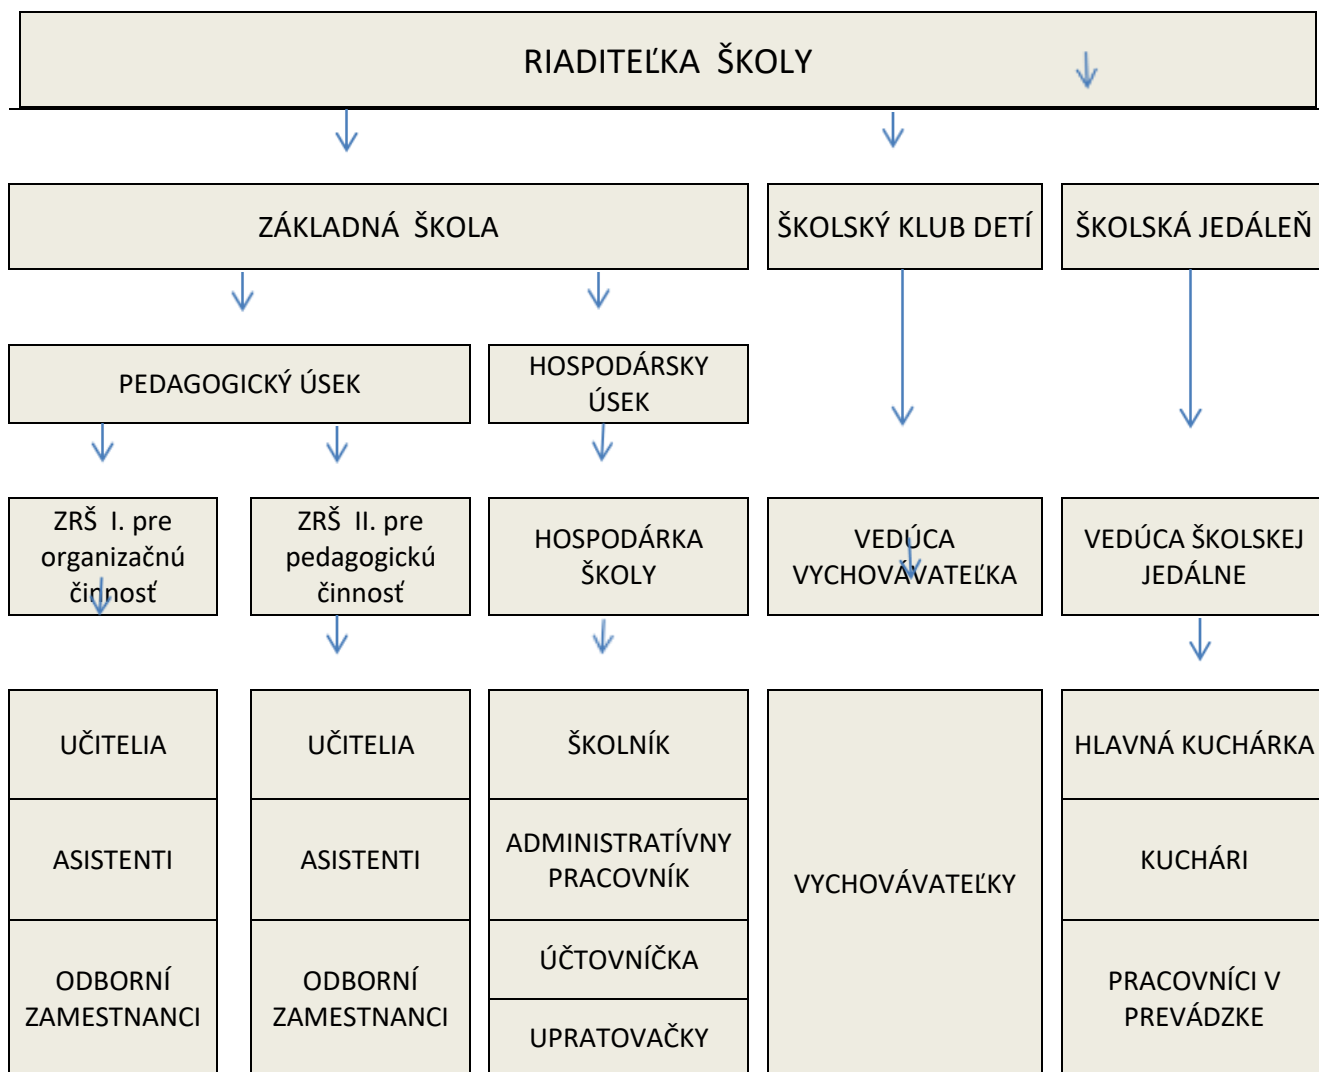 RIADITEĽKA ŠKOLY
ZÁKLADNÁ ŠKOLA
ŠKOLSKÝ KLUB DETÍ
ŠKOLSKÁ JEDÁLEŇ
PEDAGOGICKÝ ÚSEK
HOSPODÁRSKY
ÚSEK
ZRŠ I. pre
organizačnú
činnosť
ZRŠ II. pre
pedagogickú
činnosť
HOSPODÁRKA
ŠKOLY
VEDÚCA
VYCHOVÁVATEĽKA
VEDÚCA ŠKOLSKEJ
JEDÁLNE
UČITELIA
ASISTENTI
ODBORNÍ
ZAMESTNANCI
UČITELIA
ASISTENTI
ODBORNÍ
ZAMESTNANCI
ŠKOLNÍK
ADMINISTRATÍVNY
PRACOVNÍK
ÚČTOVNÍČKA
UPRATOVAČKY
VYCHOVÁVATEĽKY
HLAVNÁ KUCHÁRKA
KUCHÁRI
PRACOVNÍCI V
PREVÁDZKE